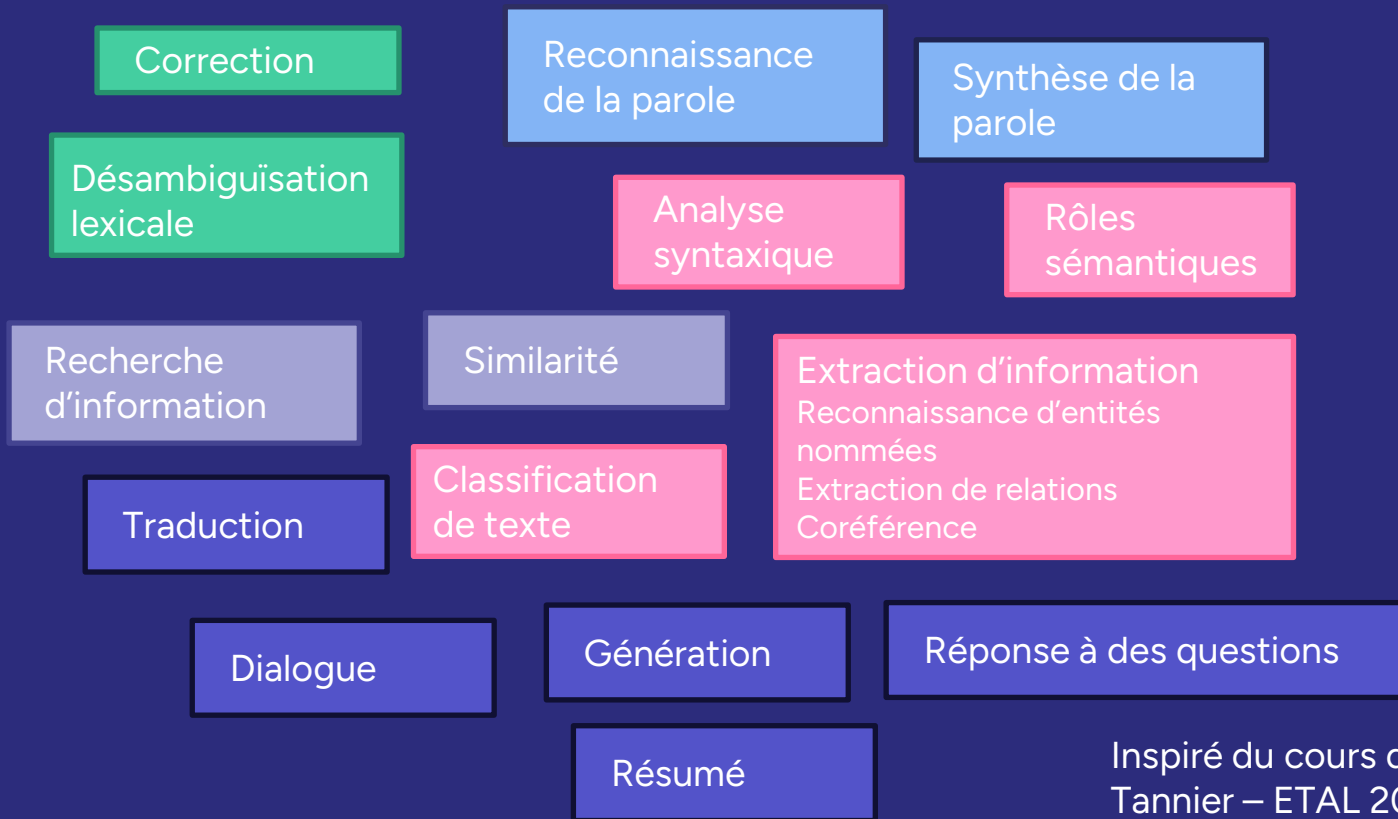 Correction
Reconnaissance
de la parole
Synthèse de la
parole
Désambiguïsation
lexicale
Analyse
syntaxique
Rôles
sémantiques
Recherche
d'information
Similarité
Extraction d'information
Reconnaissance d'entités
nommées
Extraction de relations
Coréférence
Classification
de texte
Traduction
Dialogue
Génération
Réponse à des questions
Résumé
Inspiré du cours
Tannier – ETAL